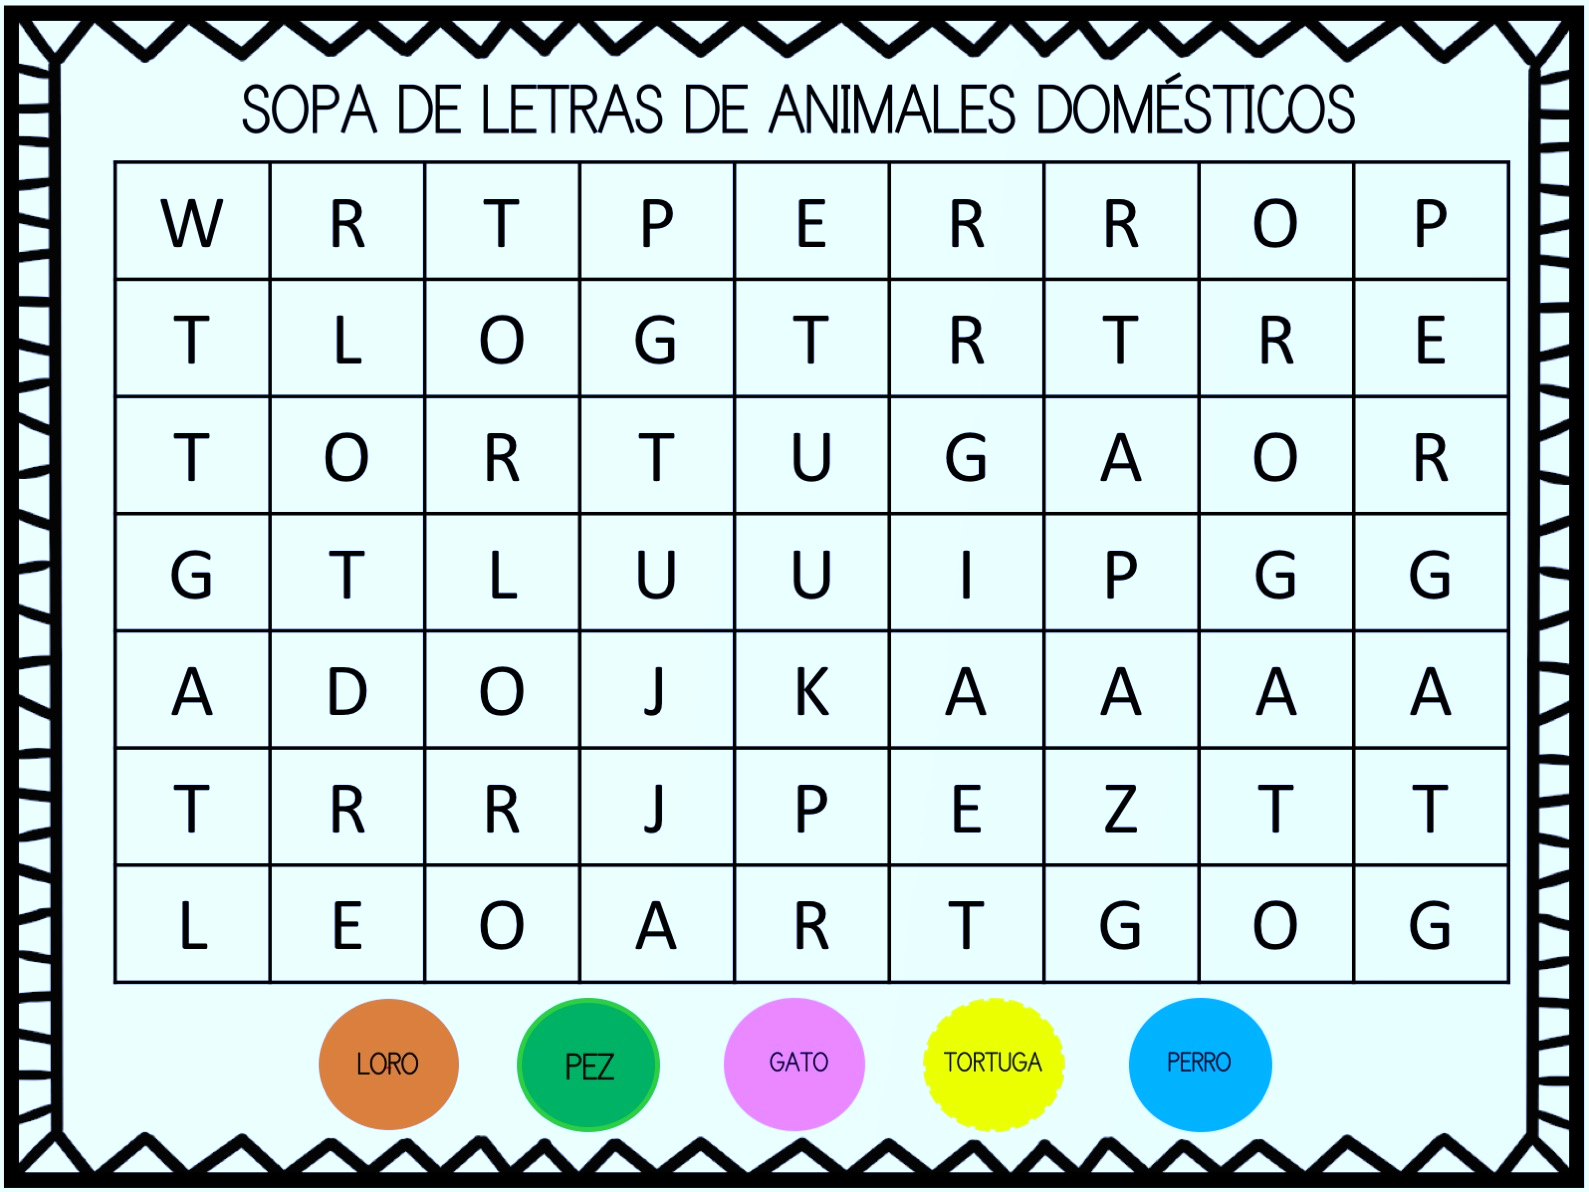 SOPA DE LETRAS DE ANIMALES DOMÉSTICOS
W R T P E R R O P
T L O G T R T R E
T O R T U G A O R
G T L U U I P G G
A D O J K A A A A
T R R J P E Z T T
L E O A R T G O G
LORO PEZ GATO TORTUGA PERRO